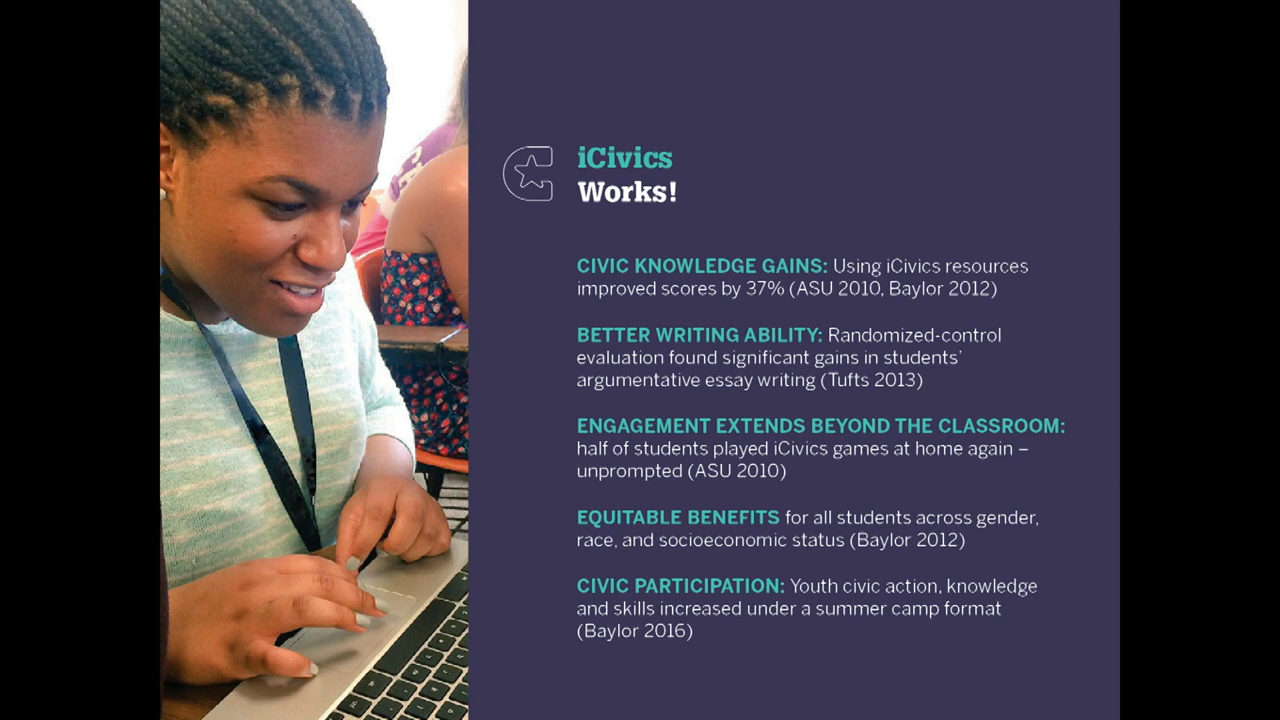 iCivics
Works!
CIVIC KNOWLEDGE GAINS: Using iCivics resources
improved scores by 37% (ASU 2010, Baylor 2012)
BETTER WRITING ABILITY: Randomized-control
evaluation found significant gains in students’
argumentative essay writing (Tufts 2013)
ENGAGEMENT EXTENDS BEYOND THE CLASSROOM:
half of students played iCivics games at home again –
unprompted (ASU 2010)
EQUITABLE BENEFITS for all students across gender,
race, and socioeconomic status (Baylor 2012)
CIVIC PARTICIPATION: Youth civic action, knowledge
and skills increased under a summer camp format
(Baylor 2016)